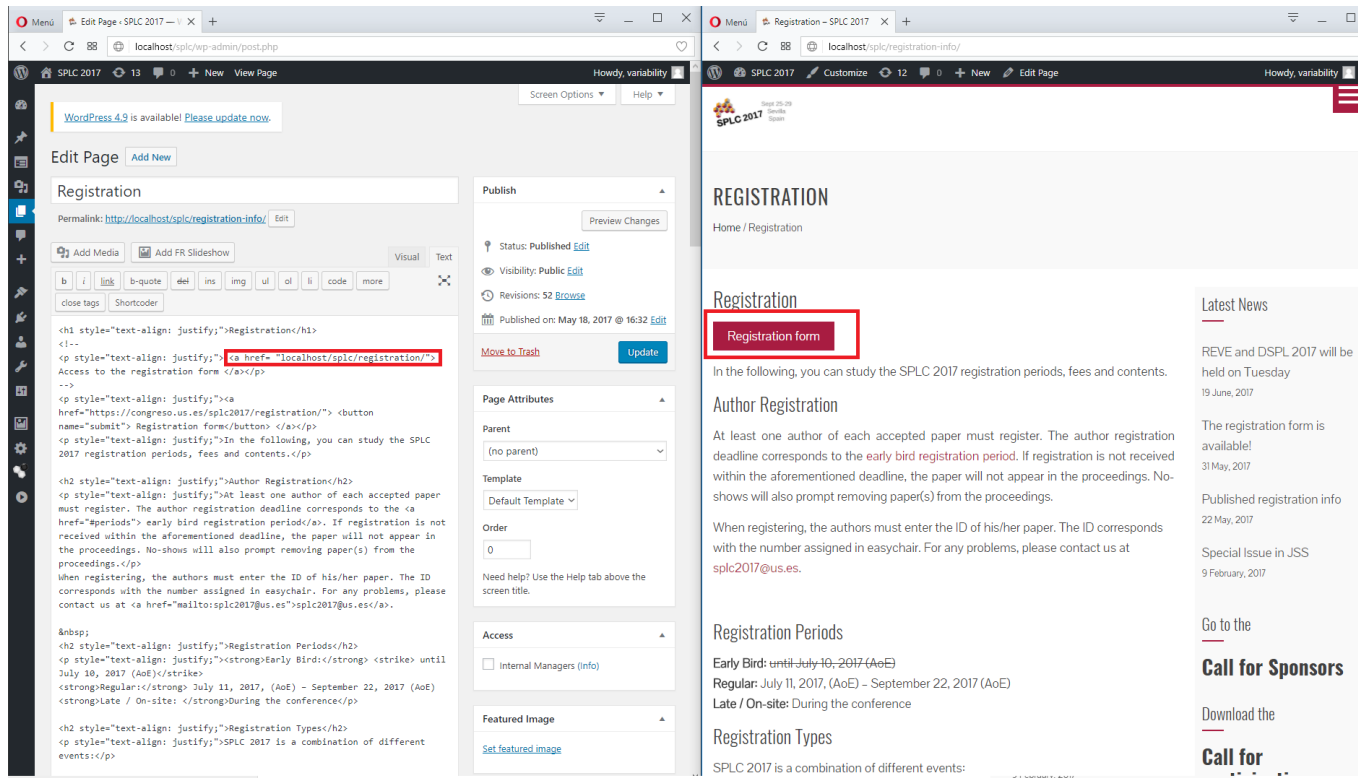 Menú
Edit Page ‹ SPLC 2017 — W
localhost/splc/wp-admin/post.php
SPLC 2017
13
0
New
View Page
Howdy, variability
Screen Options
Help
WordPress 4.9 is available! Please update now.
Edit Page
Add New
Registration
Permalink: http://localhost/splc/registration-info/
Edit
Add Media
Add FR Slideshow
Visual
Text
b
i
link
b-quote
del
ins
img
ul
ol
li
code
more
close tags
Shortcoder
<h1 style="text-align: justify;">Registration</h1>
<!--
<p style="text-align: justify;"> <a href= "localhost/splc/registration/">
Access to the registration form </a></p>
-->
<p style="text-align: justify;"><a
href="https://congreso.us.es/splc2017/registration/"> <button
name="submit"> Registration form</button> </a></p>
<p style="text-align: justify;">In the following, you can study the SPLC
2017 registration periods, fees and contents.</p>
<h2 style="text-align: justify;">Author Registration</h2>
<p style="text-align: justify;">At least one author of each accepted paper
must register. The author registration deadline corresponds to the <a
href="#periods"> early bird registration period</a>. If registration is not
received within the aforementioned deadline, the paper will not appear in
the proceedings. No-shows will also prompt removing paper(s) from the
proceedings.</p>
When registering, the authors must enter the ID of his/her paper. The ID
corresponds with the number assigned in easychair. For any problems, please
contact us at <a href="mailto:splc2017@us.es">splc2017@us.es</a>.
&nbsp;
<h2 style="text-align: justify;">Registration Periods</h2>
<p style="text-align: justify;"><strong>Early Bird:</strong> <strike> until
July 10, 2017 (AoE)</strike>
<strong>Regular:</strong> July 11, 2017, (AoE) – September 22, 2017 (AoE)
<strong>Late / On-site: </strong>During the conference</p>
<h2 style="text-align: justify;">Registration Types</h2>
<p style="text-align: justify;">SPLC 2017 is a combination of different
events:</p>
Publish
Preview Changes
Status: Published Edit
Visibility: Public Edit
Revisions: 52 Browse
Published on: May 18, 2017 @ 16:32 Edit
Move to Trash
Update
Page Attributes
Parent
(no parent)
Template
Default Template
Order
0
Need help? Use the Help tab above the
screen title.
Access
Internal Managers (Info)
Featured Image
Set featured image
Menú
Registration – SPLC 2017
localhost/splc/registration-info/
SPLC 2017
Customize
12
0
New
Edit Page
Howdy, variability
SPLC 2017
Sept 25-29
Sevilla
Spain
REGISTRATION
Home / Registration
Registration
Registration form
In the following, you can study the SPLC 2017 registration periods, fees and contents.
Author Registration
At least one author of each accepted paper must register. The author registration
deadline corresponds to the early bird registration period. If registration is not received
within the aforementioned deadline, the paper will not appear in the proceedings. No-
shows will also prompt removing paper(s) from the proceedings.
When registering, the authors must enter the ID of his/her paper. The ID corresponds
with the number assigned in easychair. For any problems, please contact us at
splc2017@us.es.
Registration Periods
Early Bird: until July 10, 2017 (AoE)
Regular: July 11, 2017, (AoE) – September 22, 2017 (AoE)
Late / On-site: During the conference
Registration Types
SPLC 2017 is a combination of different events:
Latest News
REVE and DSPL 2017 will be
held on Tuesday
19 June, 2017
The registration form is
available!
31 May, 2017
Published registration info
22 May, 2017
Special Issue in JSS
9 February, 2017
Go to the
Call for Sponsors
Download the
Call for